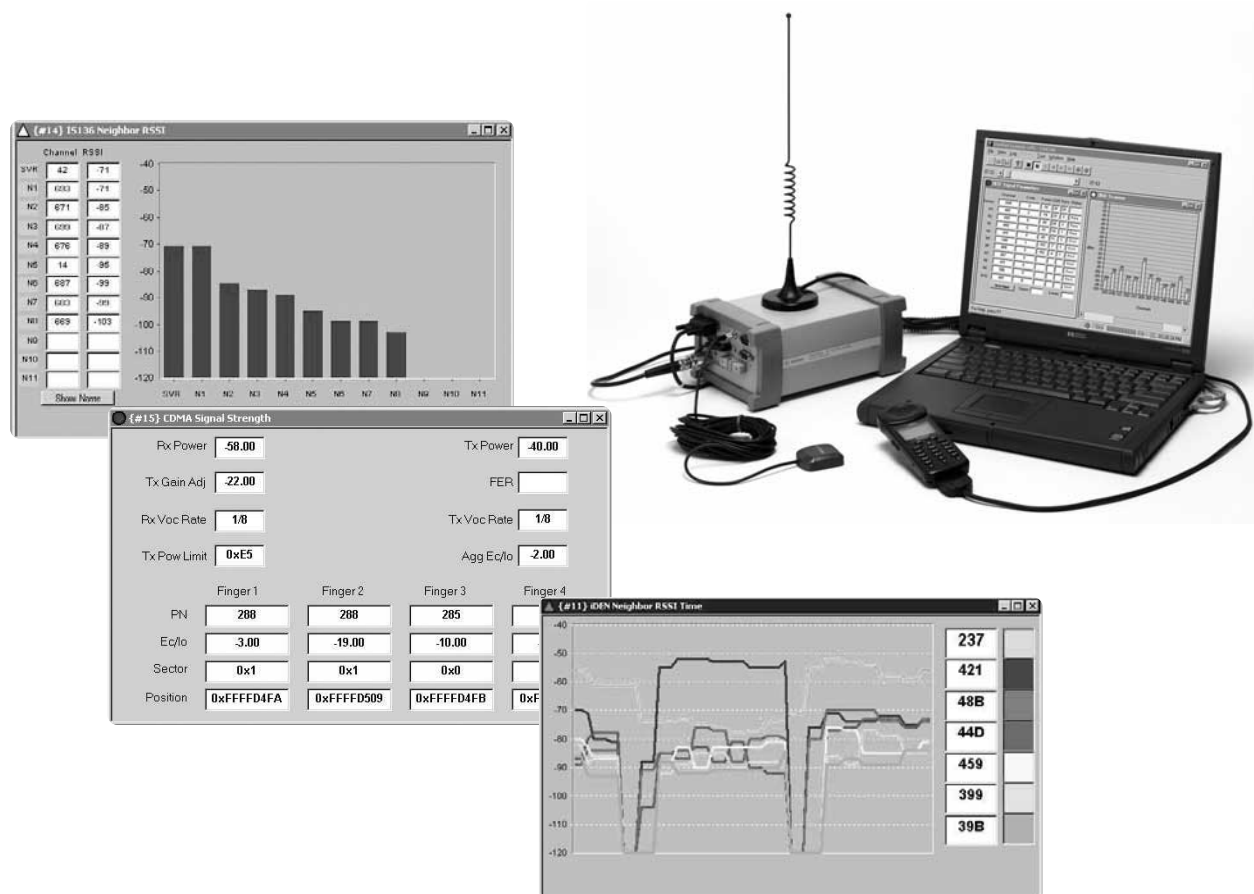 {#14} IS136 Neighbor RSSI
Channel RSSI
SVR 42 -71
N1 693 -71
N2 671 -85
N3 699 -87
N4 676 -89
N5 14 -95
N6 687 -99
N7 683 -99
N8 669 -103
N9
N10
N11
Show Name
-40
-50
-60
-70
-80
-90
-100
-110
-120
SVR N1 N2 N3 N4 N5 N6 N7 N8 N9 N10 N11
{#15} CDMA Signal Strength
Rx Power -58.00 Tx Power -40.00
Tx Gain Adj -22.00 FER
Rx Voc Rate 1/8 Tx Voc Rate 1/8
Tx Pow Limit 0xE5 Agg Ec/Io -2.00
Finger 1 Finger 2 Finger 3 Finger 4
PN 288 288 285
Ec/Io -3.00 -19.00 -10.00
Sector 0x1 0x1 0x0
Position 0xFFFFD4FA 0xFFFFD509 0xFFFFD4FB
{#11} iDEN Neighbor RSSI Time
-40
-50
-60
-70
-80
-90
-100
-110
-120
237
421
48B
44D
459
399
39B